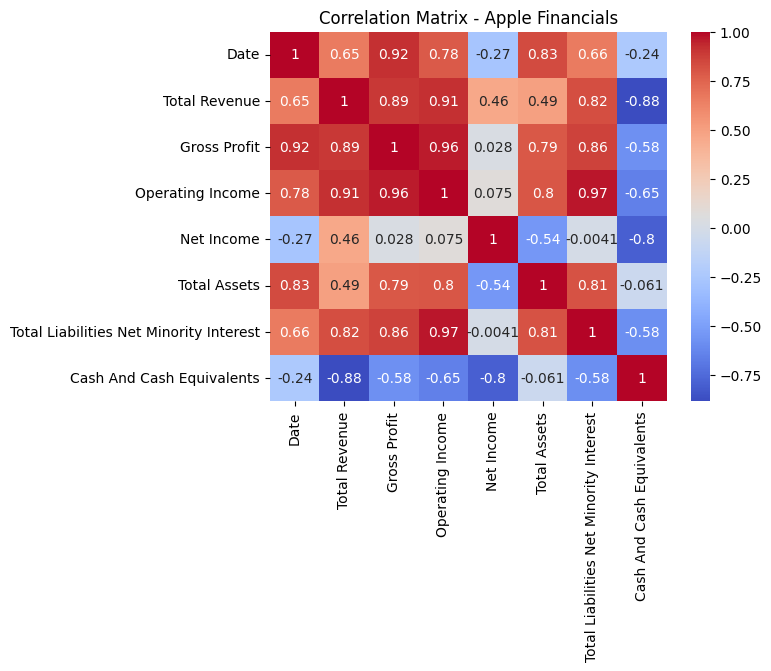 Correlation Matrix - Apple Financials
Date 1 0.65 0.92 0.78 -0.27 0.83 0.66 -0.24
Total Revenue 0.65 1 0.89 0.91 0.46 0.49 0.82 -0.88
Gross Profit 0.92 0.89 1 0.96 0.028 0.79 0.86 -0.58
Operating Income 0.78 0.91 0.96 1 0.075 0.8 0.97 -0.65
Net Income -0.27 0.46 0.028 0.075 1 -0.54 -0.0041 -0.8
Total Assets 0.83 0.49 0.79 0.8 -0.54 1 0.81 -0.061
Total Liabilities Net Minority Interest 0.66 0.82 0.86 0.97 -0.0041 0.81 1 -0.58
Cash And Cash Equivalents -0.24 -0.88 -0.58 -0.65 -0.8 -0.061 -0.58 1
Date
Total Revenue
Gross Profit
Operating Income
Net Income
Total Assets
Total Liabilities Net Minority Interest
Cash And Cash Equivalents
1.00
0.75
0.50
0.25
0.00
−0.25
−0.50
−0.75